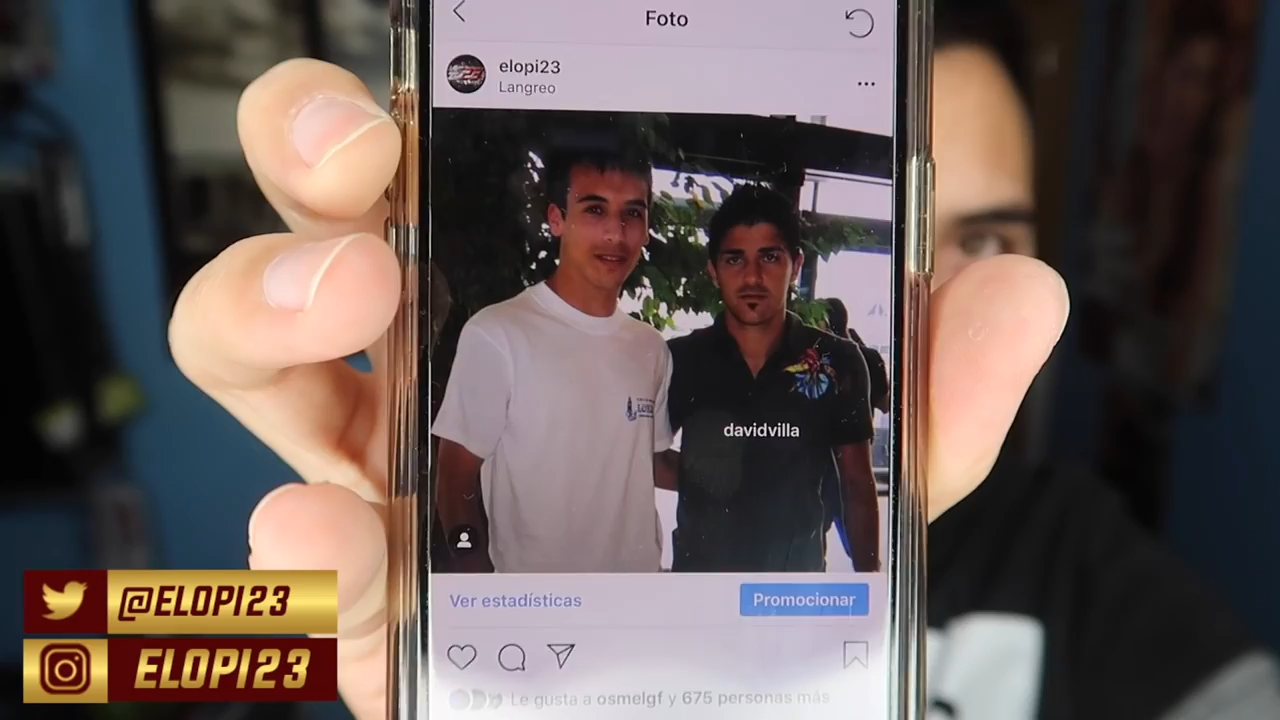 Foto
elopi23
Langreo
davidvilla
Ver estadísticas
Promocionar
Le gusta a osmelgf y 675 personas más
@ELOPI23
ELOPI23